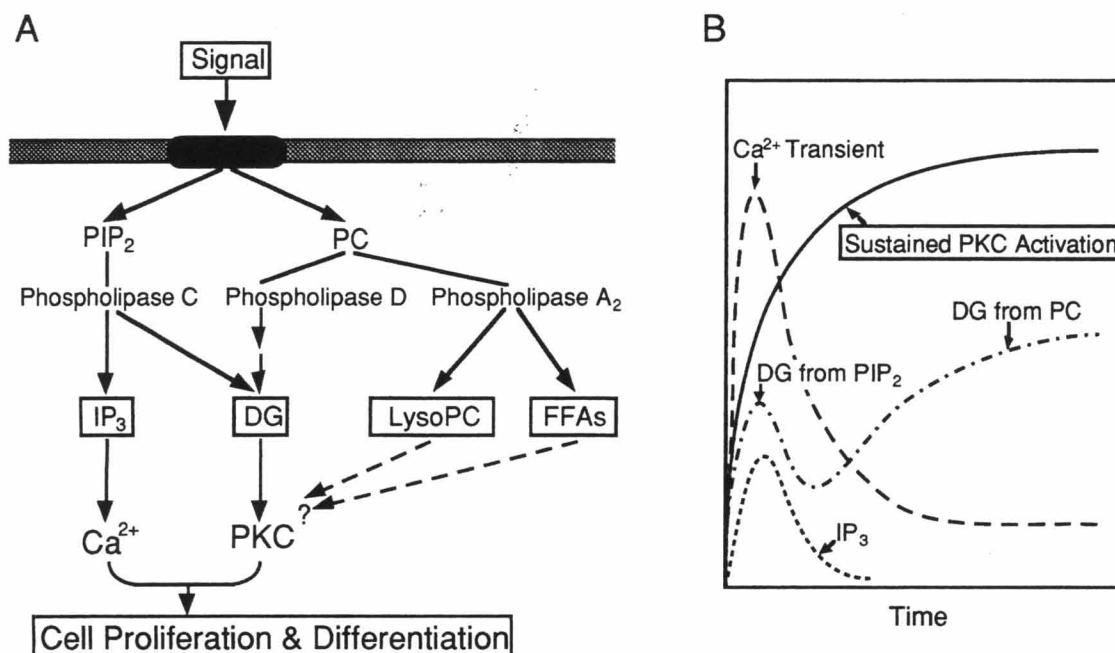 A
Signal
PIP₂
PC
Phospholipase C
Phospholipase D
Phospholipase A₂
IP₃
DG
LysoPC
FFAs
?
Ca²⁺
PKC
Cell Proliferation & Differentiation
B
Ca²⁺ Transient
Sustained PKC Activation
DG from PC
DG from PIP₂
IP₃
Time